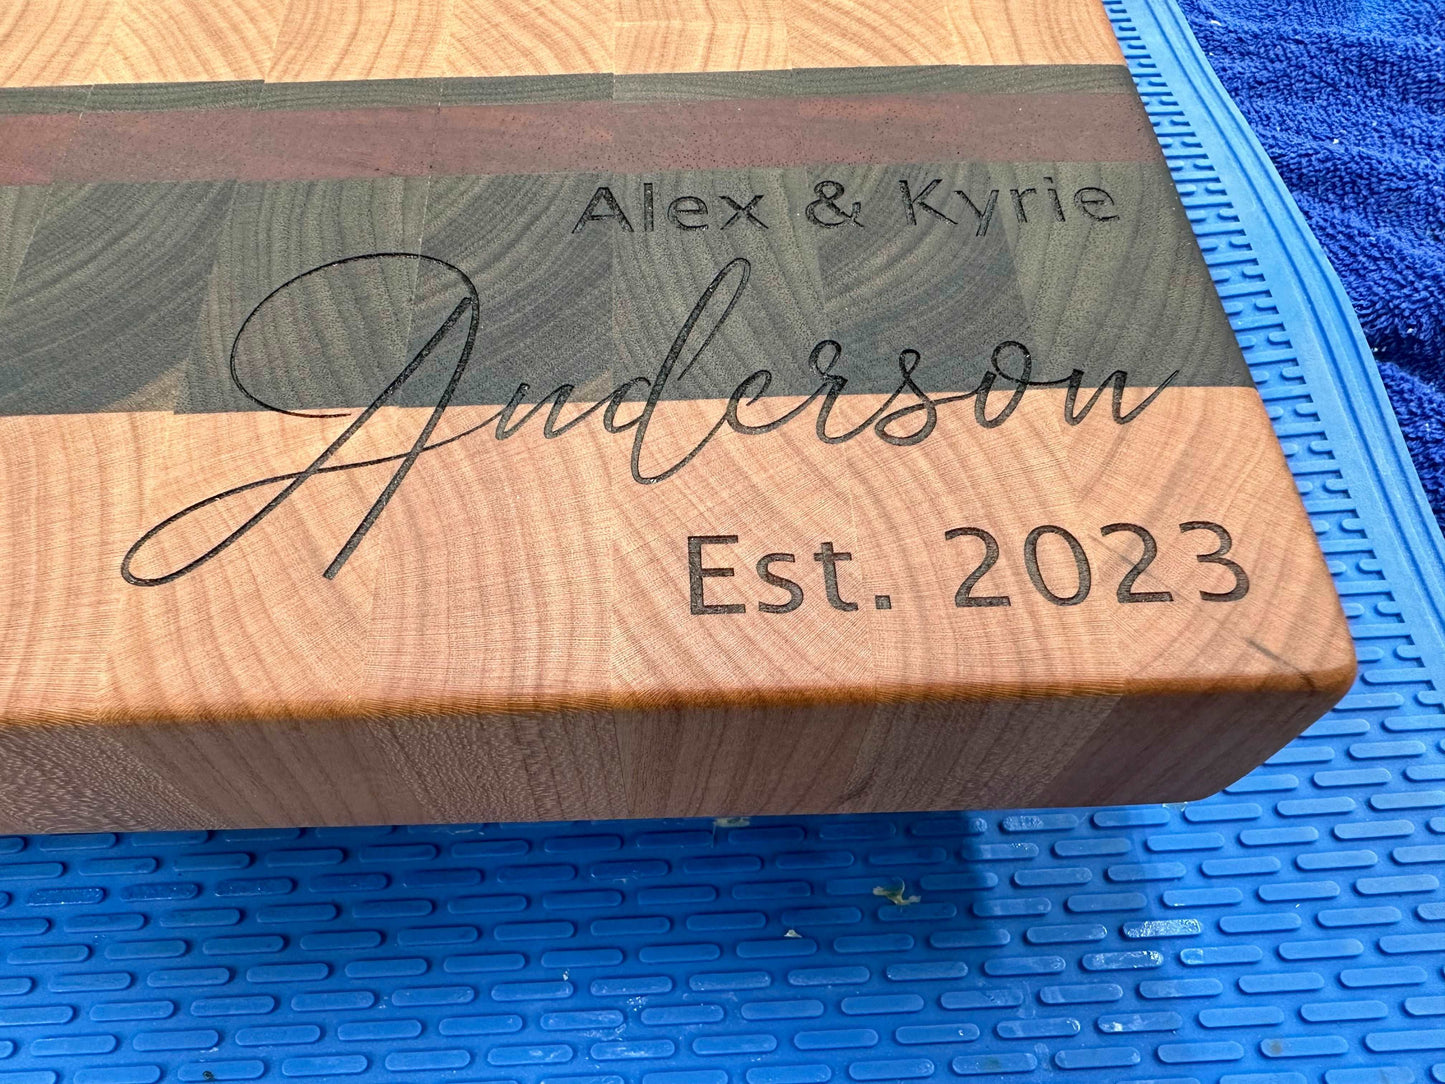 Alex & Kyrie
Anderson
Est. 2023